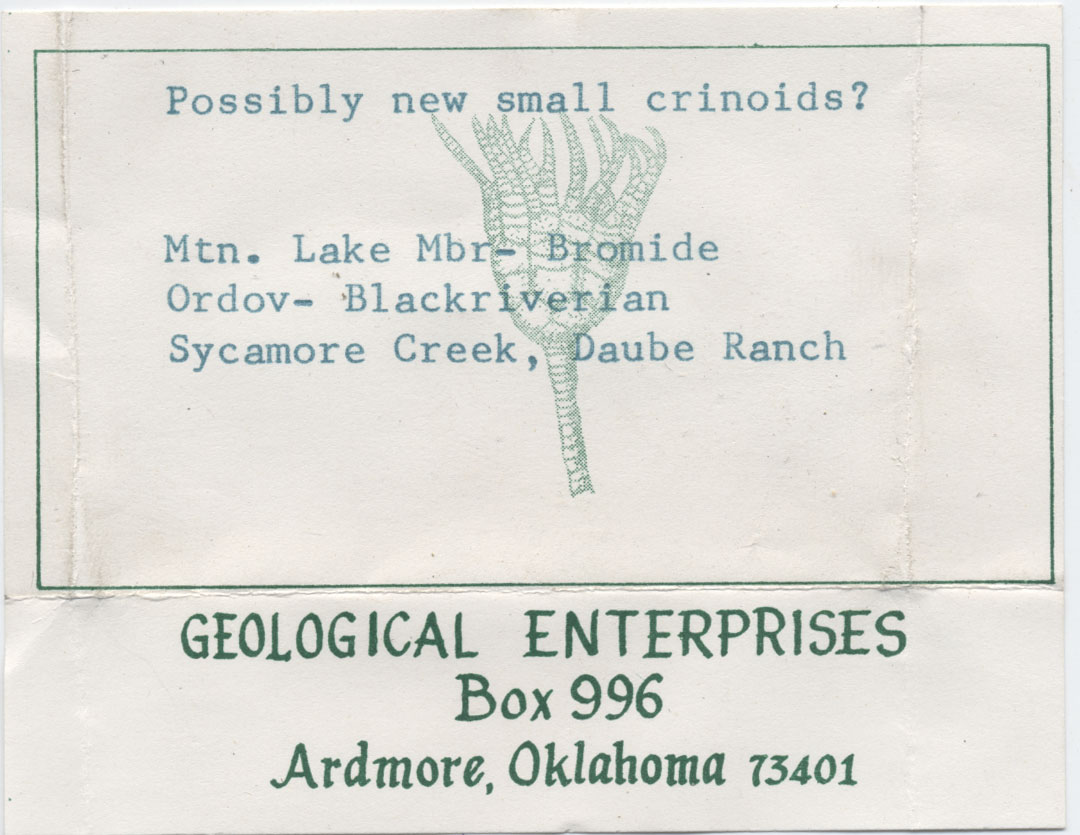 Possibly new small crinoids?
Mtn. Lake Mbr- Bromide
Ordov- Blackriverian
Sycamore Creek, Daube Ranch
GEOLOGICAL ENTERPRISES
Box 996
Ardmore, Oklahoma 73401